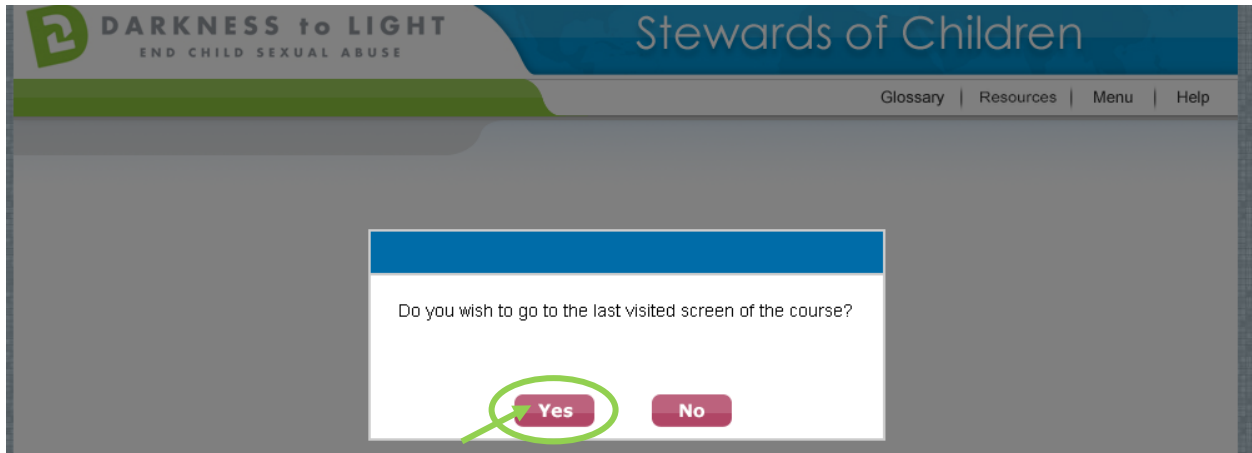 DARKNESS to LIGHT
END CHILD SEXUAL ABUSE
Stewards of Children
Glossary | Resources | Menu | Help
Do you wish to go to the last visited screen of the course?
Yes No